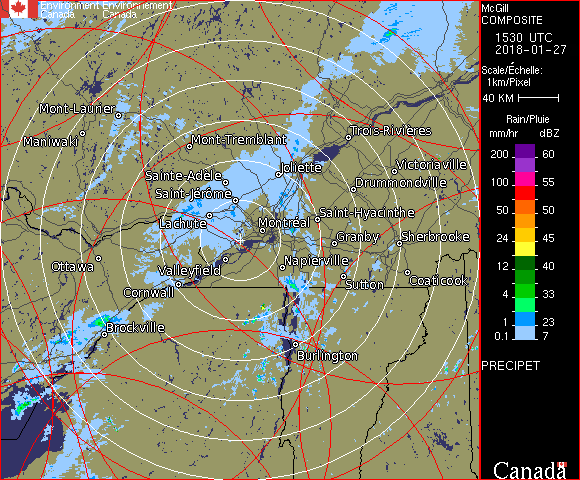 Environment Environnement
Canada Canada
McGill
COMPOSITE
1530 UTC
2018-01-27
Scale/Échelle:
1km/Pixel
40 KM
Rain/Pluie
mm/hr dBZ
200 60
100 55
50 50
24 45
12 40
4 33
1 23
0.1 7
PRECIPET
Canada
Mont-Laurier
Maniwaki
Mont-Tremblant
Trois-Rivières
Sainte-Adèle
Joliette
Victoriaville
Saint-Jérôme
Drummondville
Lachute
Montréal
Saint-Hyacinthe
Granby
Sherbrooke
Ottawa
Valleyfield
Napierville
Cornwall
Sutton
Coaticook
Brockville
Burlington